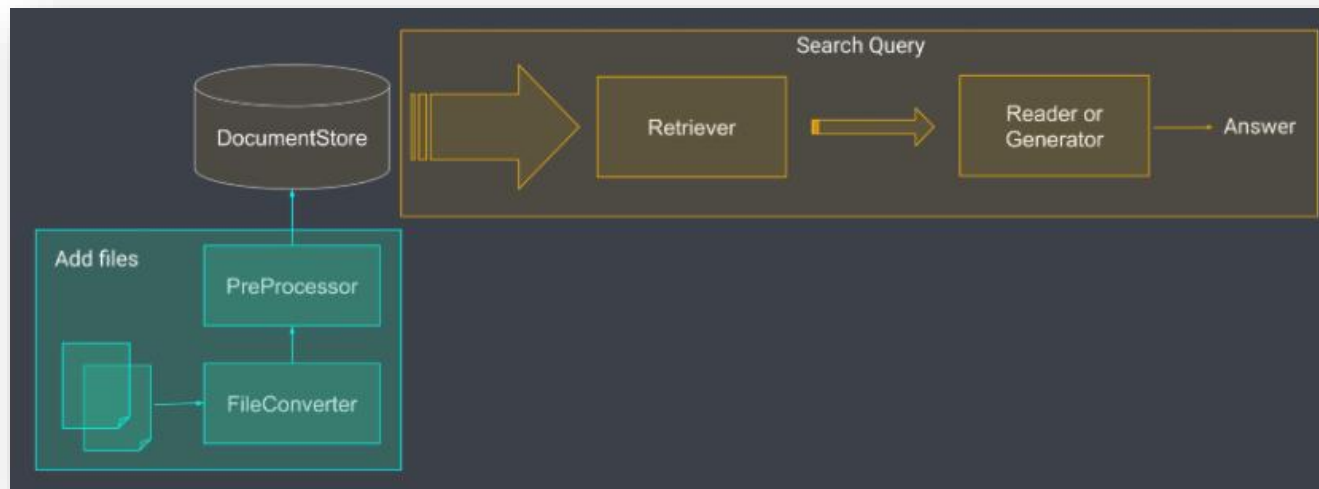 Search Query
DocumentStore
Retriever
Reader or
Generator
Answer
Add files
PreProcessor
FileConverter